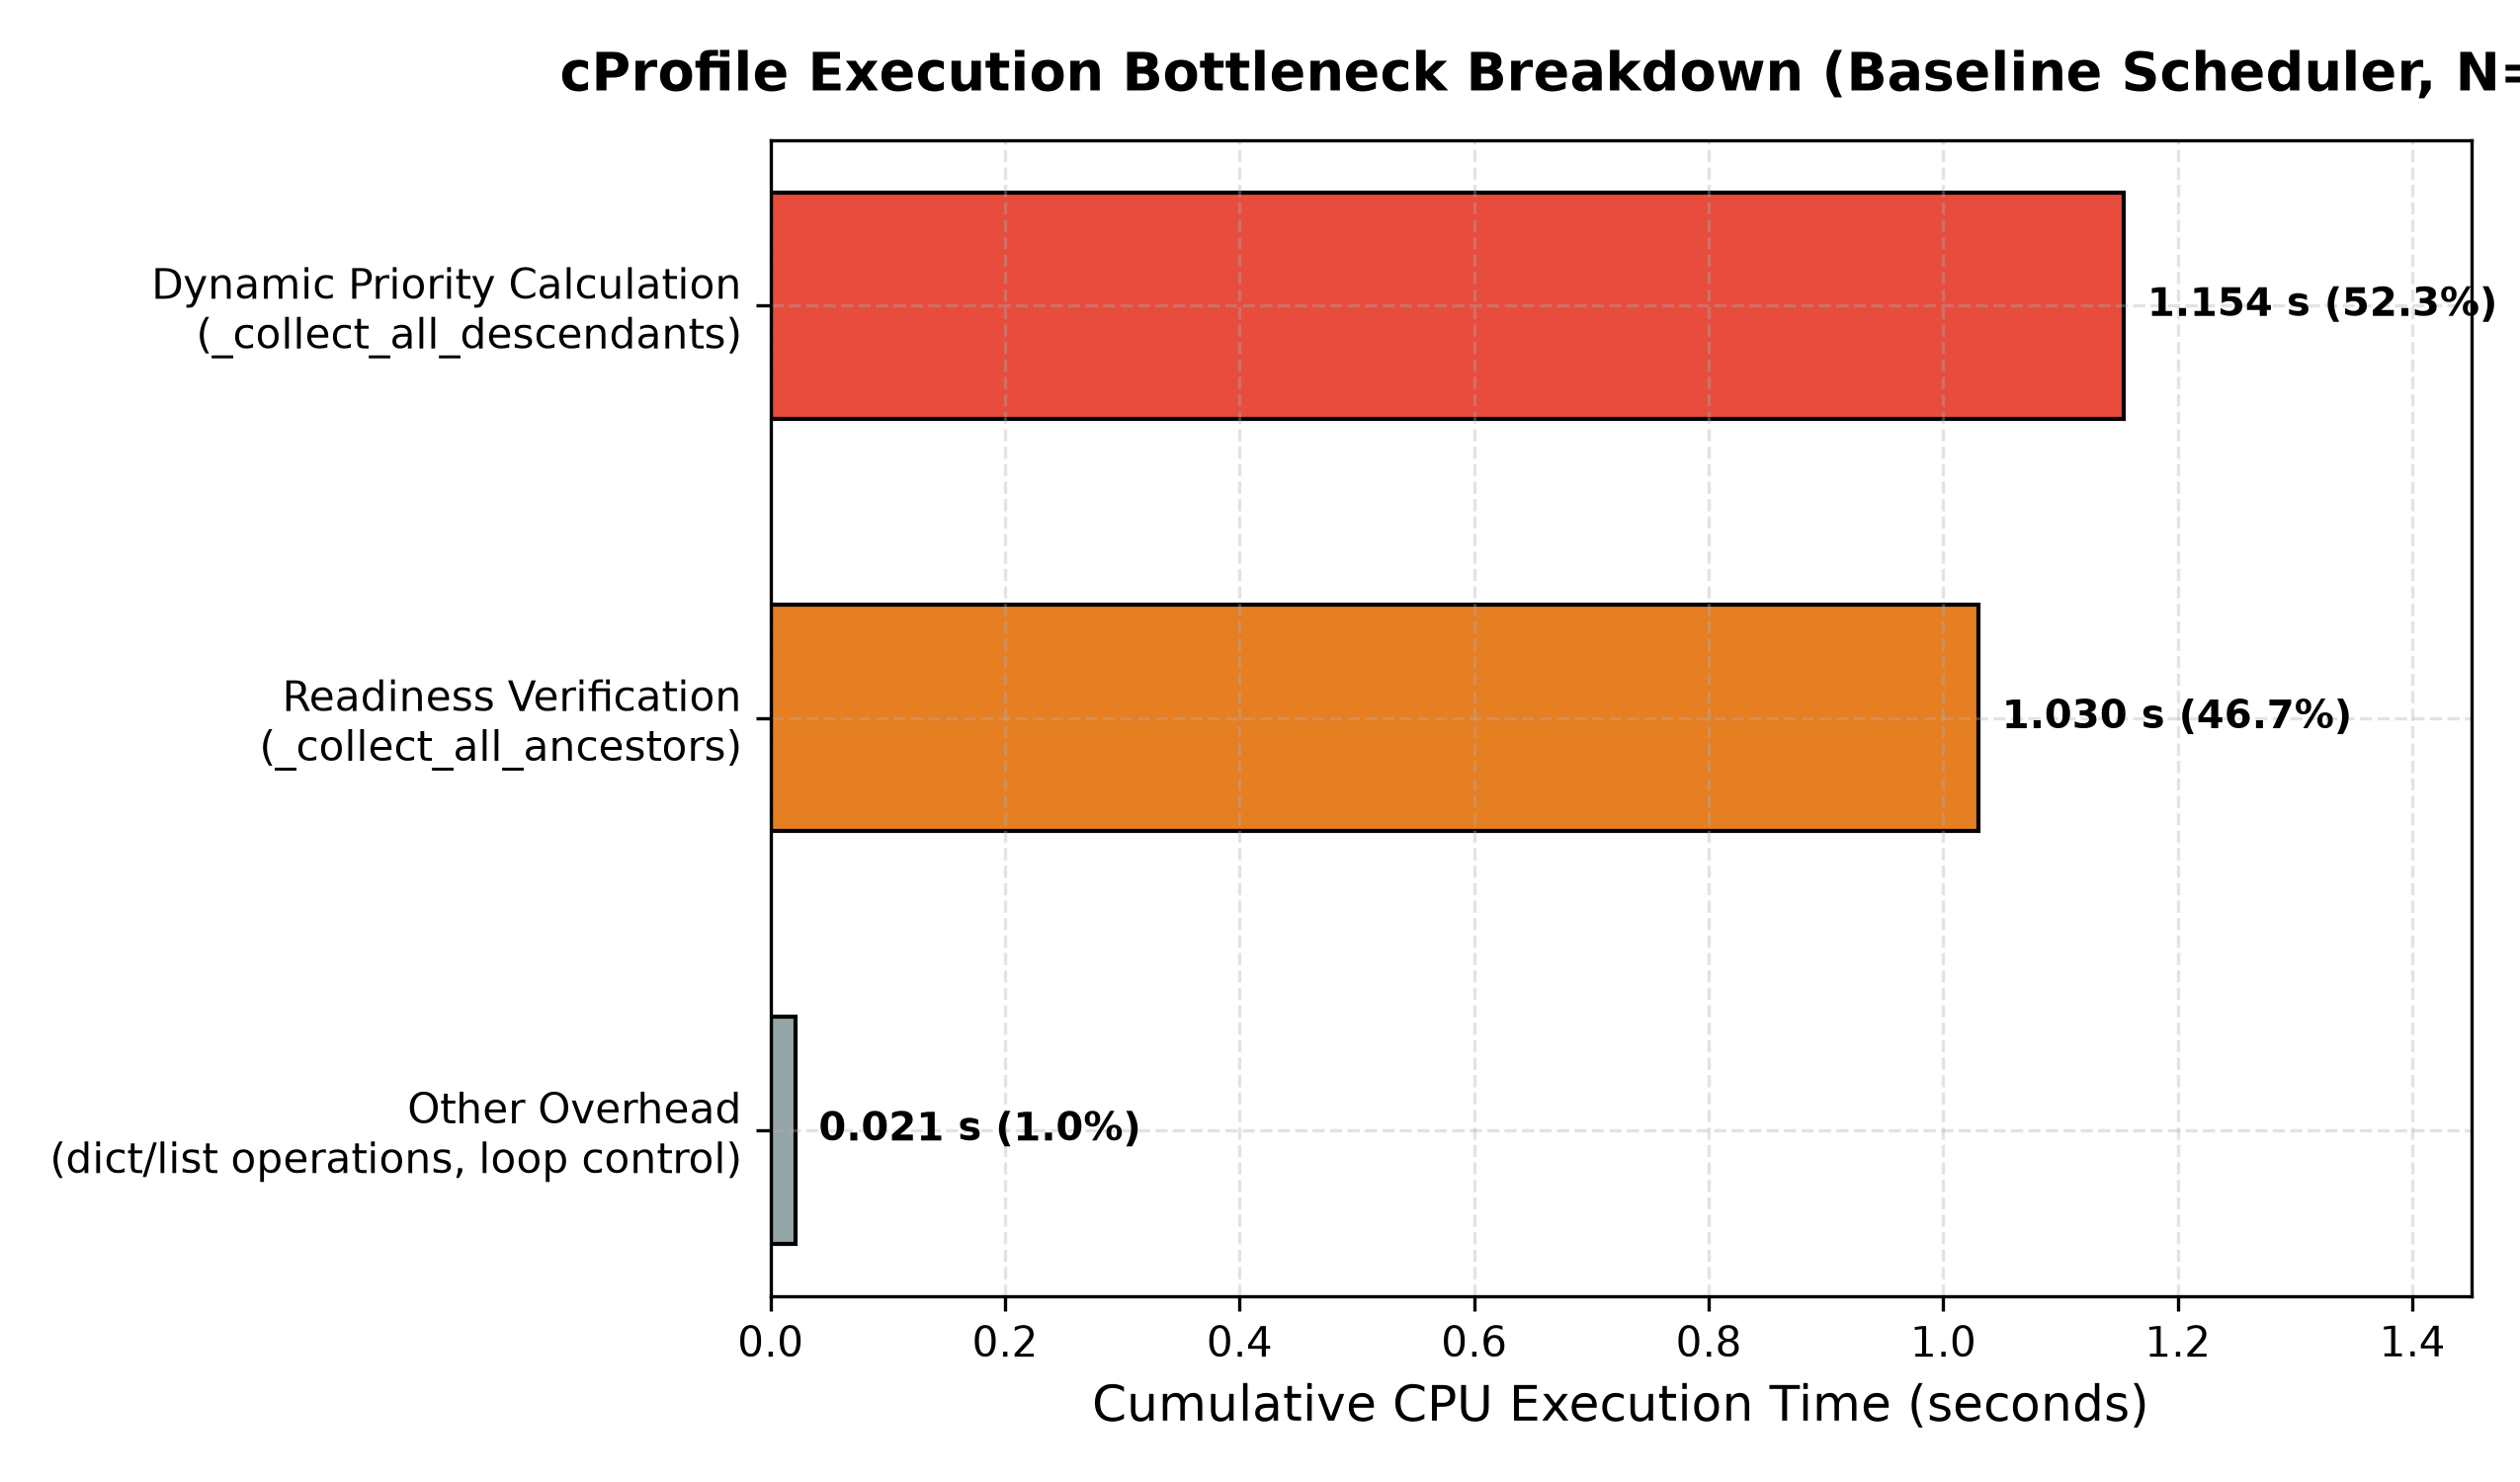 cProfile Execution Bottleneck Breakdown (Baseline Scheduler, N=
Dynamic Priority Calculation
(_collect_all_descendants)
1.154 s (52.3%)
Readiness Verification
(_collect_all_ancestors)
1.030 s (46.7%)
Other Overhead
(dict/list operations, loop control)
0.021 s (1.0%)
0.0 0.2 0.4 0.6 0.8 1.0 1.2 1.4
Cumulative CPU Execution Time (seconds)